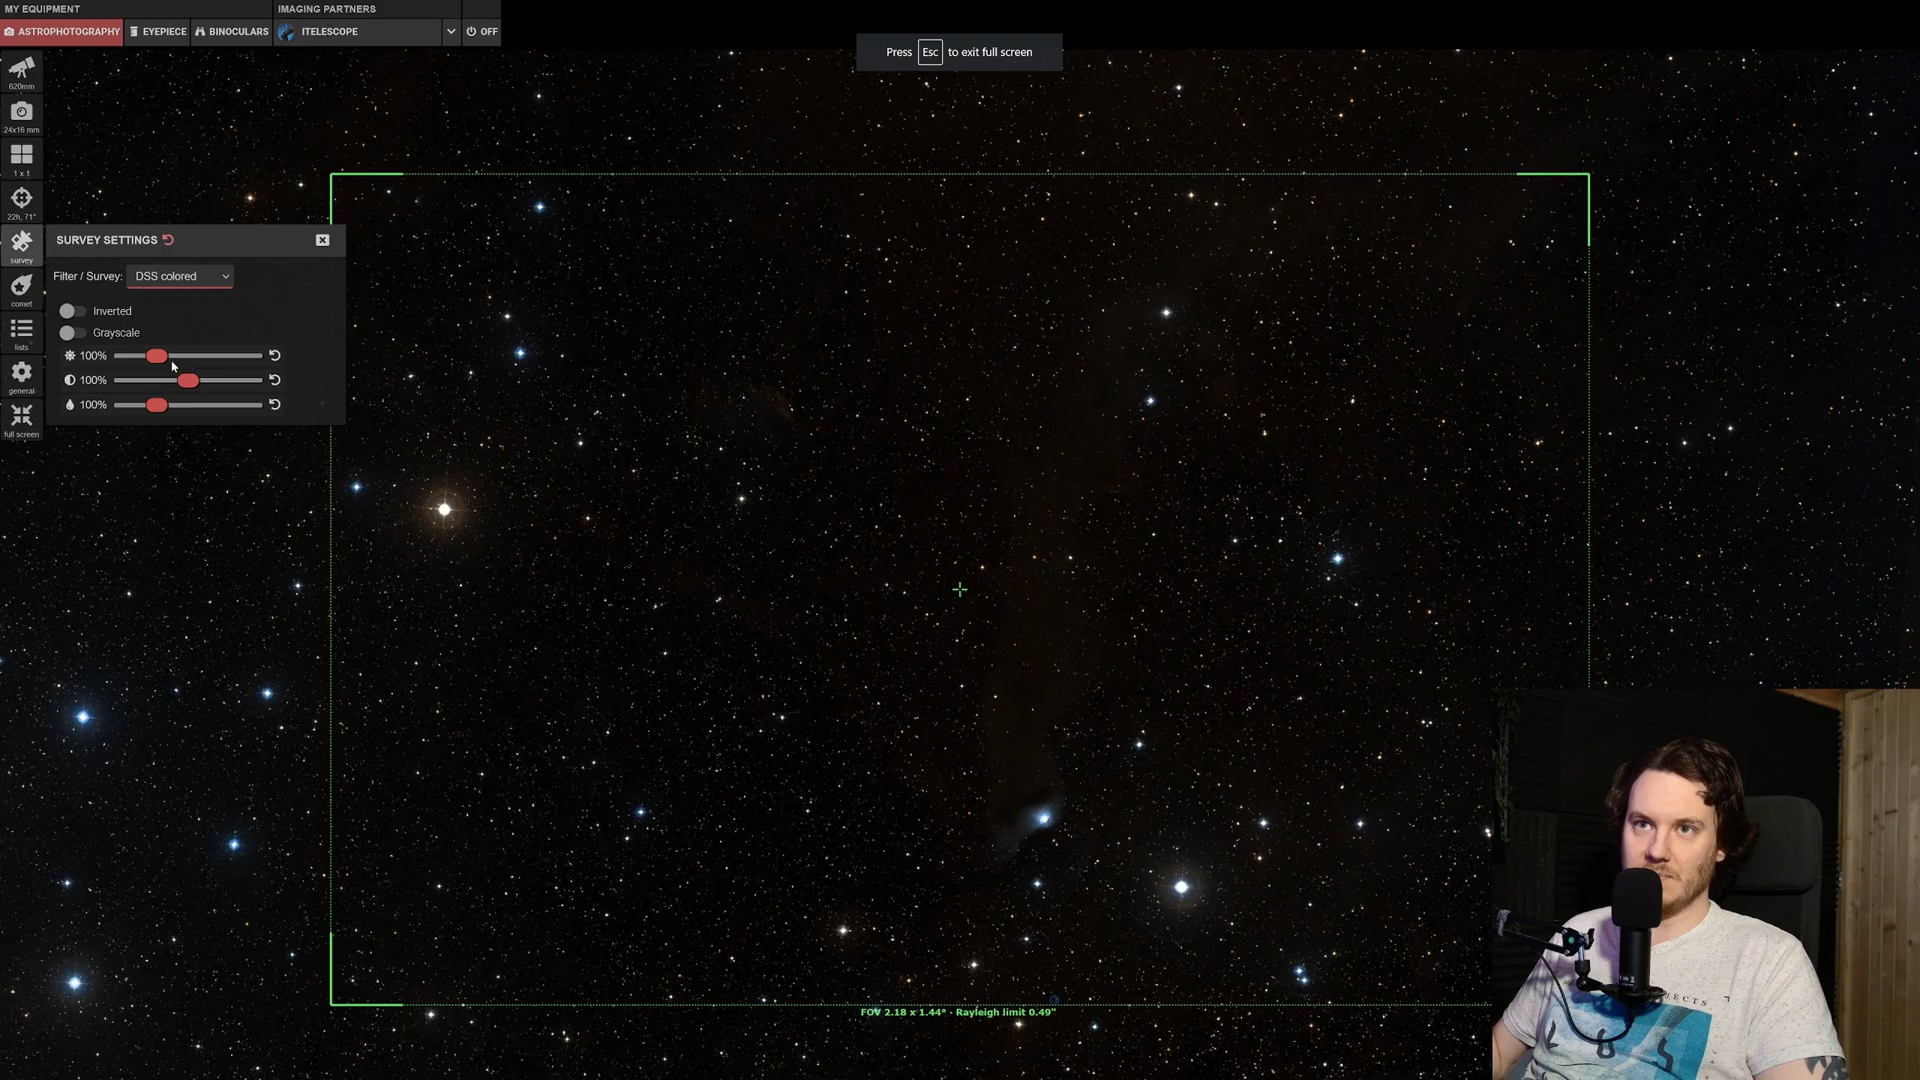 MY EQUIPMENT
IMAGING PARTNERS
ASTROPHOTOGRAPHY
EYEPIECE
BINOCULARS
ITELESCOPE
OFF
Press Esc to exit full screen
620mm
24x16 mm
1 x 1
22h, 71°
survey
comet
lists
general
full screen
SURVEY SETTINGS
Filter / Survey: DSS colored
Inverted
Grayscale
100%
100%
100%
FOV 2.18 x 1.44° · Rayleigh limit 0.49"